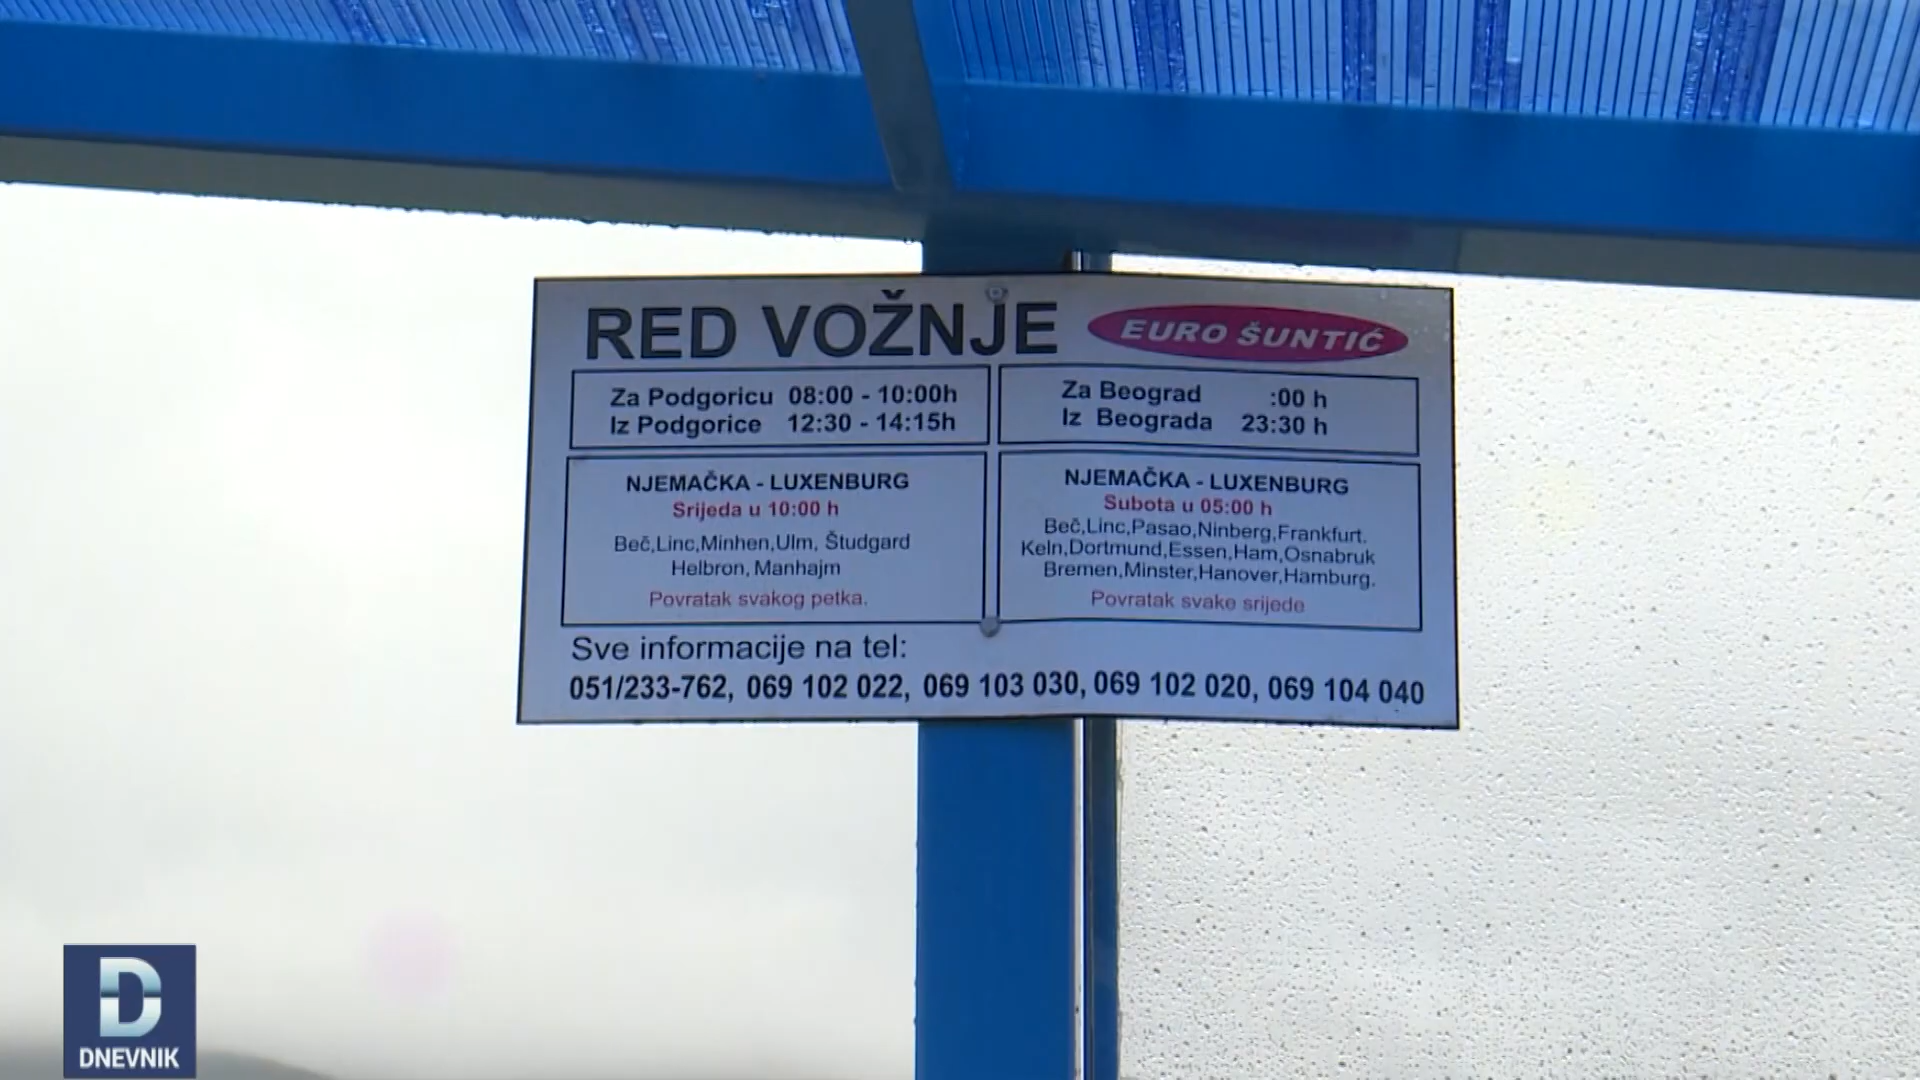 RED VOŽNJE
EURO ŠUNTIĆ
Za Podgoricu 08:00 - 10:00h
Iz Podgorice 12:30 - 14:15h
Za Beograd :00 h
Iz Beograda 23:30 h
NJEMAČKA - LUXENBURG
Srijeda u 10:00 h
Beč,Linc,Minhen,Ulm, Študgard
Helbron, Manhajm
Povratak svakog petka.
NJEMAČKA - LUXENBURG
Subota u 05:00 h
Beč,Linc,Pasao,Ninberg,Frankfurt.
Keln,Dortmund,Essen,Ham,Osnabruk
Bremen,Minster,Hanover,Hamburg.
Povratak svake srijede
Sve informacije na tel:
051/233-762, 069 102 022, 069 103 030, 069 102 020, 069 104 040
D
DNEVNIK